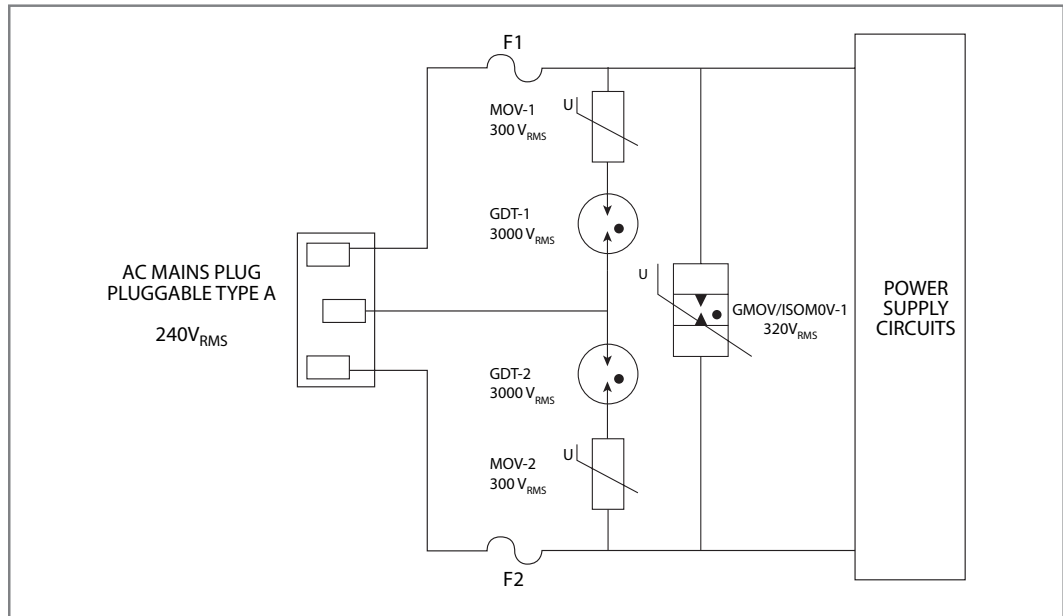 F1
MOV-1
300 VRMS
U
GDT-1
3000 VRMS
AC MAINS PLUG
PLUGGABLE TYPE A
240VRMS
U
GMOV/ISOM0V-1
320VRMS
POWER
SUPPLY
CIRCUITS
GDT-2
3000 VRMS
MOV-2
300 VRMS
U
F2